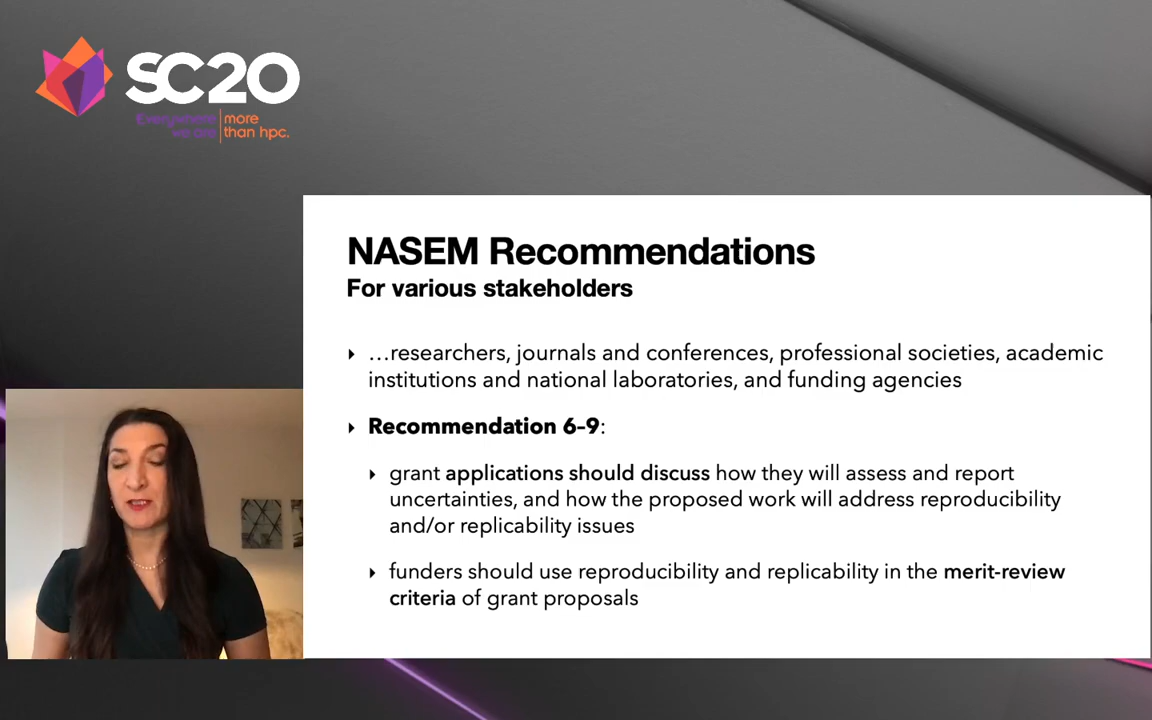 SC20
Everywhere more
we are than hpc.
NASEM Recommendations
For various stakeholders
…researchers, journals and conferences, professional societies, academic
institutions and national laboratories, and funding agencies
Recommendation 6–9:
grant applications should discuss how they will assess and report
uncertainties, and how the proposed work will address reproducibility
and/or replicability issues
funders should use reproducibility and replicability in the merit-review
criteria of grant proposals